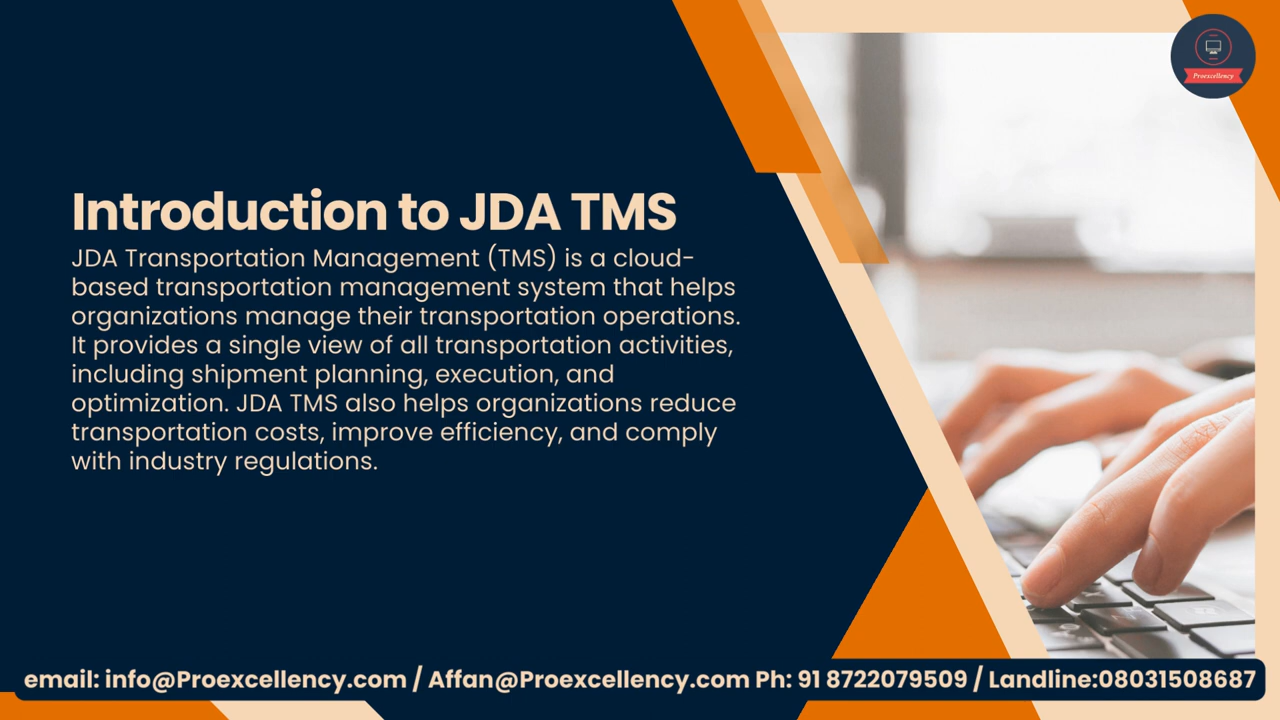 Proexcellency
Introduction to JDA TMS
JDA Transportation Management (TMS) is a cloud-
based transportation management system that helps
organizations manage their transportation operations.
It provides a single view of all transportation activities,
including shipment planning, execution, and
optimization. JDA TMS also helps organizations reduce
transportation costs, improve efficiency, and comply
with industry regulations.
email: info@Proexcellency.com / Affan@Proexcellency.com Ph: 91 8722079509 / Landline:08031508687